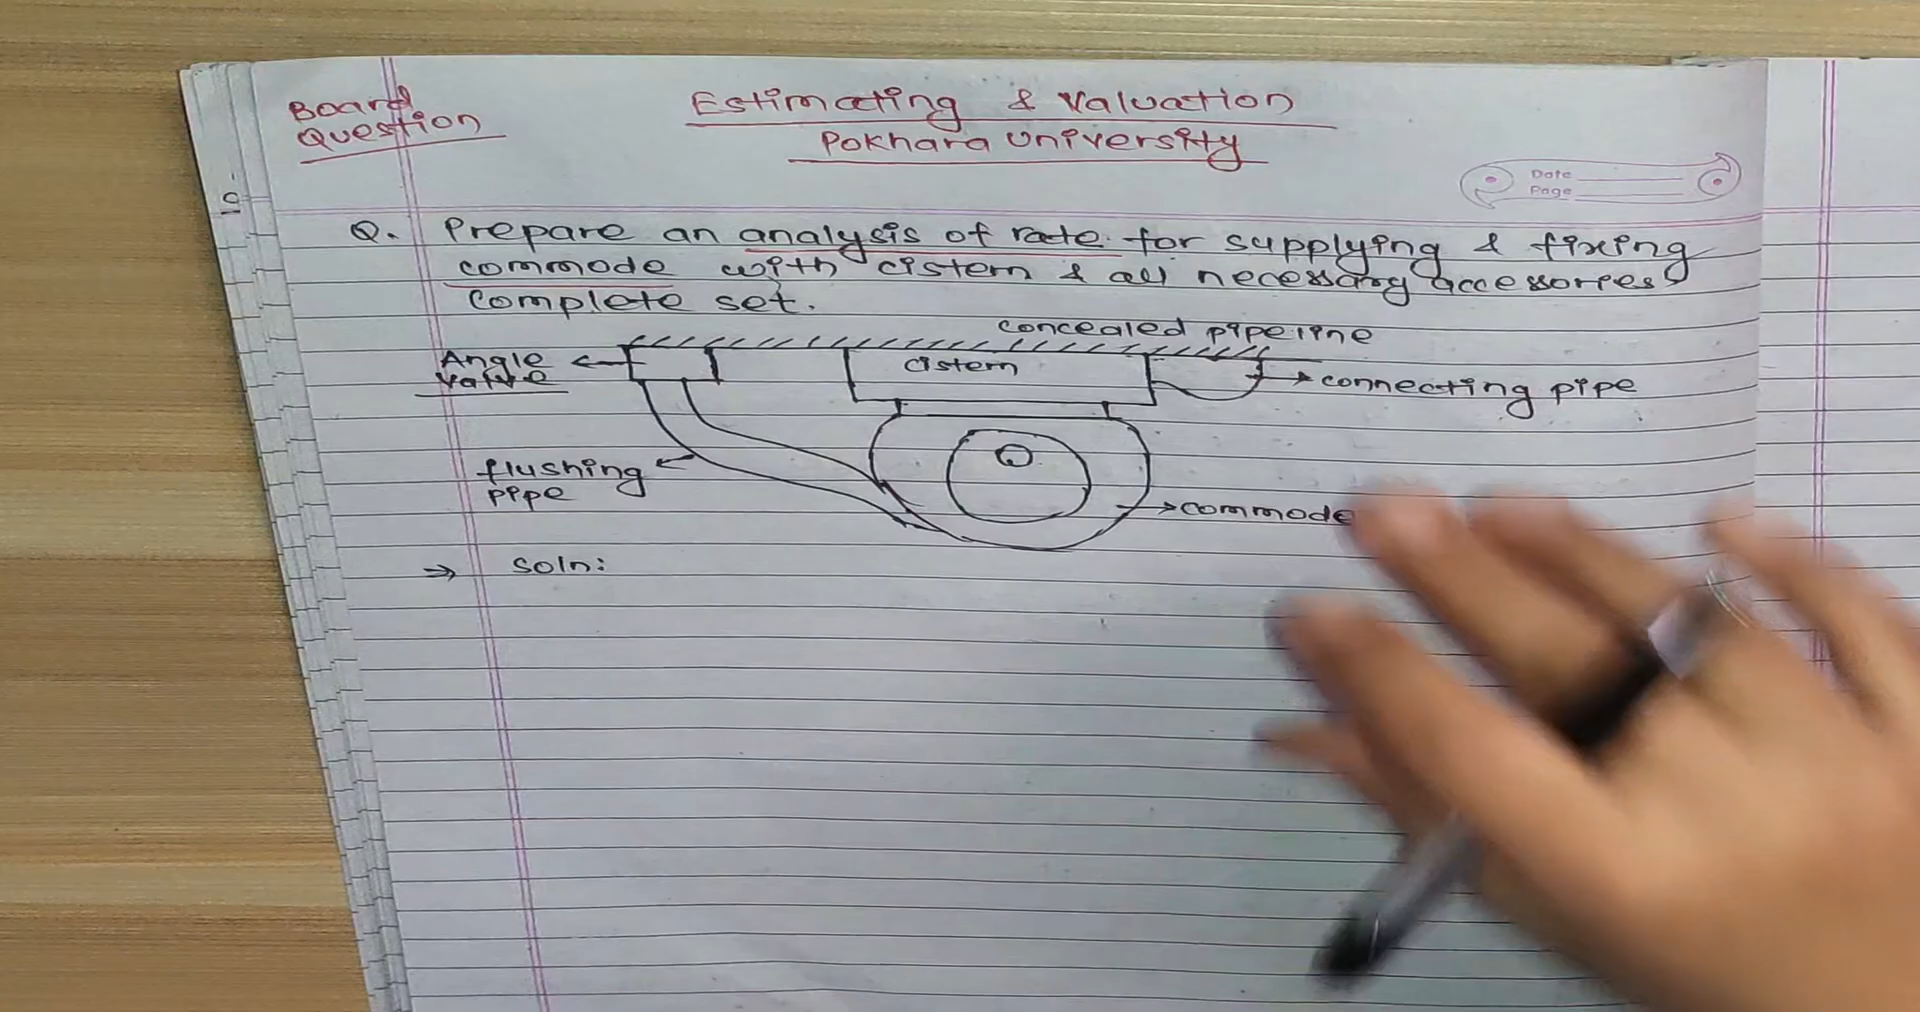 Board
Question
Estimating & Valuation
Pokhara University
Date
Page
Q. Prepare an analysis of rate for supplying & fixing
commode with cistern & all necessary accessories
complete set.
concealed pipeline
Angle
valve
cistern
connecting pipe
flushing
pipe
commode
⇒ Soln: